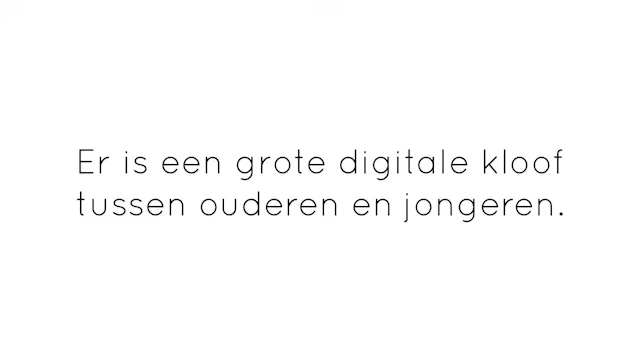 Er is een grote digitale kloof
tussen ouderen en jongeren.